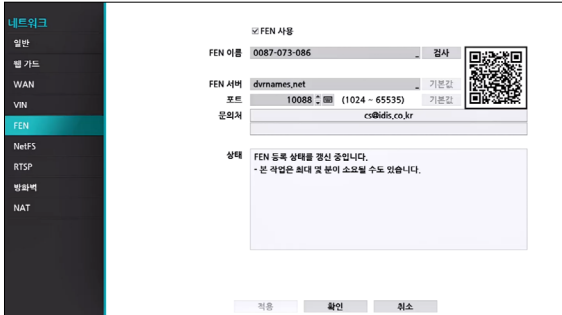 네트워크
일반
웹 가드
WAN
VIN
FEN
NetFS
RTSP
방화벽
NAT
FEN 사용
FEN 이름 0087-073-086 _ 검사
FEN 서버 dvrnames,net _ 기본값
포트 10088 (1024 ~ 65535) 기본값
문의처 cs@idis,co,kr
상태 FEN 등록 상태를 갱신 중입니다.
- 본 작업은 최대 몇 분이 소요될 수도 있습니다.
적용 확인 취소